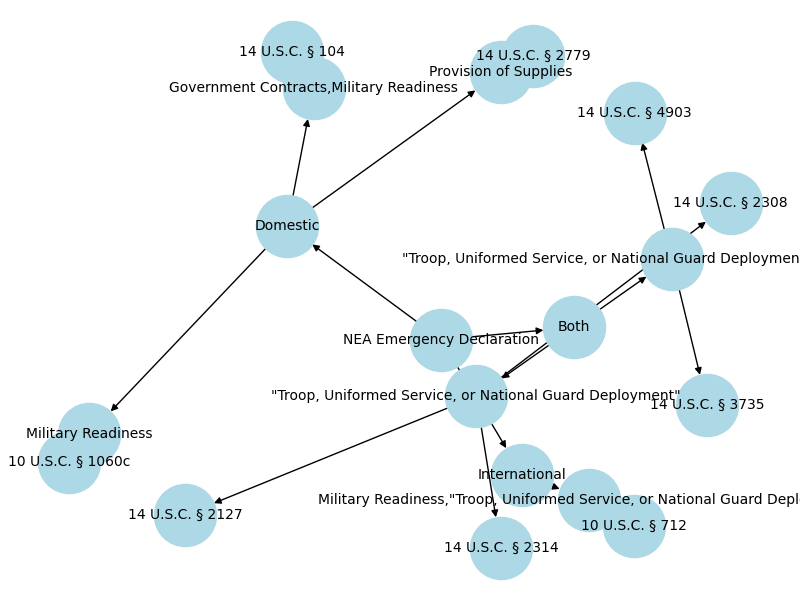 14 U.S.C. § 104
14 U.S.C. § 2779
Provision of Supplies
Government Contracts,Military Readiness
14 U.S.C. § 4903
14 U.S.C. § 2308
Domestic
"Troop, Uniformed Service, or National Guard Deploymen
Both
NEA Emergency Declaration
"Troop, Uniformed Service, or National Guard Deployment"
14 U.S.C. § 3735
Military Readiness
10 U.S.C. § 1060c
International
Military Readiness,"Troop, Uniformed Service, or National Guard Depl
14 U.S.C. § 2127
10 U.S.C. § 712
14 U.S.C. § 2314